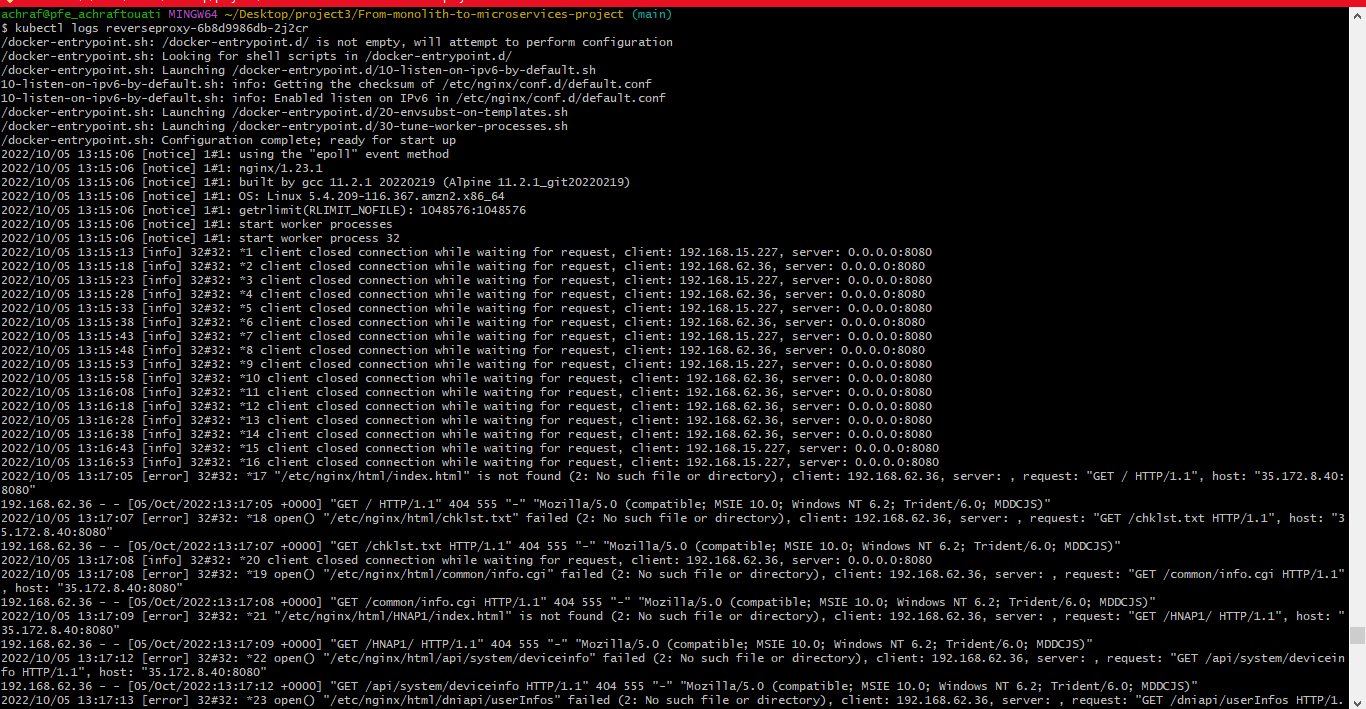 achraf@pfe_achraftouati MINGW64 ~/Desktop/project3/From-monolith-to-microservices-project (main)
$ kubectl logs reverseproxy-6b8d9986db-2j2cr
/docker-entrypoint.sh: /docker-entrypoint.d/ is not empty, will attempt to perform configuration
/docker-entrypoint.sh: Looking for shell scripts in /docker-entrypoint.d/
/docker-entrypoint.sh: Launching /docker-entrypoint.d/10-listen-on-ipv6-by-default.sh
10-listen-on-ipv6-by-default.sh: info: Getting the checksum of /etc/nginx/conf.d/default.conf
10-listen-on-ipv6-by-default.sh: info: Enabled listen on IPv6 in /etc/nginx/conf.d/default.conf
/docker-entrypoint.sh: Launching /docker-entrypoint.d/20-envsubst-on-templates.sh
/docker-entrypoint.sh: Launching /docker-entrypoint.d/30-tune-worker-processes.sh
/docker-entrypoint.sh: Configuration complete; ready for start up
2022/10/05 13:15:06 [notice] 1#1: using the "epoll" event method
2022/10/05 13:15:06 [notice] 1#1: nginx/1.23.1
2022/10/05 13:15:06 [notice] 1#1: built by gcc 11.2.1 20220219 (Alpine 11.2.1_git20220219)
2022/10/05 13:15:06 [notice] 1#1: OS: Linux 5.4.209-116.367.amzn2.x86_64
2022/10/05 13:15:06 [notice] 1#1: getrlimit(RLIMIT_NOFILE): 1048576:1048576
2022/10/05 13:15:06 [notice] 1#1: start worker processes
2022/10/05 13:15:06 [notice] 1#1: start worker process 32
2022/10/05 13:15:13 [info] 32#32: *1 client closed connection while waiting for request, client: 192.168.15.227, server: 0.0.0.0:8080
2022/10/05 13:15:18 [info] 32#32: *2 client closed connection while waiting for request, client: 192.168.62.36, server: 0.0.0.0:8080
2022/10/05 13:15:23 [info] 32#32: *3 client closed connection while waiting for request, client: 192.168.15.227, server: 0.0.0.0:8080
2022/10/05 13:15:28 [info] 32#32: *4 client closed connection while waiting for request, client: 192.168.62.36, server: 0.0.0.0:8080
2022/10/05 13:15:33 [info] 32#32: *5 client closed connection while waiting for request, client: 192.168.15.227, server: 0.0.0.0:8080
2022/10/05 13:15:38 [info] 32#32: *6 client closed connection while waiting for request, client: 192.168.62.36, server: 0.0.0.0:8080
2022/10/05 13:15:43 [info] 32#32: *7 client closed connection while waiting for request, client: 192.168.15.227, server: 0.0.0.0:8080
2022/10/05 13:15:48 [info] 32#32: *8 client closed connection while waiting for request, client: 192.168.62.36, server: 0.0.0.0:8080
2022/10/05 13:15:53 [info] 32#32: *9 client closed connection while waiting for request, client: 192.168.15.227, server: 0.0.0.0:8080
2022/10/05 13:15:58 [info] 32#32: *10 client closed connection while waiting for request, client: 192.168.62.36, server: 0.0.0.0:8080
2022/10/05 13:16:08 [info] 32#32: *11 client closed connection while waiting for request, client: 192.168.62.36, server: 0.0.0.0:8080
2022/10/05 13:16:18 [info] 32#32: *12 client closed connection while waiting for request, client: 192.168.62.36, server: 0.0.0.0:8080
2022/10/05 13:16:28 [info] 32#32: *13 client closed connection while waiting for request, client: 192.168.62.36, server: 0.0.0.0:8080
2022/10/05 13:16:38 [info] 32#32: *14 client closed connection while waiting for request, client: 192.168.62.36, server: 0.0.0.0:8080
2022/10/05 13:16:43 [info] 32#32: *15 client closed connection while waiting for request, client: 192.168.15.227, server: 0.0.0.0:8080
2022/10/05 13:16:53 [info] 32#32: *16 client closed connection while waiting for request, client: 192.168.15.227, server: 0.0.0.0:8080
2022/10/05 13:17:05 [error] 32#32: *17 "/etc/nginx/html/index.html" is not found (2: No such file or directory), client: 192.168.62.36, server: , request: "GET / HTTP/1.1", host: "35.172.8.40:
8080"
192.168.62.36 - - [05/Oct/2022:13:17:05 +0000] "GET / HTTP/1.1" 404 555 "-" "Mozilla/5.0 (compatible; MSIE 10.0; Windows NT 6.2; Trident/6.0; MDDCJS)"
2022/10/05 13:17:07 [error] 32#32: *18 open() "/etc/nginx/html/chklst.txt" failed (2: No such file or directory), client: 192.168.62.36, server: , request: "GET /chklst.txt HTTP/1.1", host: "3
5.172.8.40:8080"
192.168.62.36 - - [05/Oct/2022:13:17:07 +0000] "GET /chklst.txt HTTP/1.1" 404 555 "-" "Mozilla/5.0 (compatible; MSIE 10.0; Windows NT 6.2; Trident/6.0; MDDCJS)"
2022/10/05 13:17:08 [info] 32#32: *20 client closed connection while waiting for request, client: 192.168.62.36, server: 0.0.0.0:8080
2022/10/05 13:17:08 [error] 32#32: *19 open() "/etc/nginx/html/common/info.cgi" failed (2: No such file or directory), client: 192.168.62.36, server: , request: "GET /common/info.cgi HTTP/1.1"
, host: "35.172.8.40:8080"
192.168.62.36 - - [05/Oct/2022:13:17:08 +0000] "GET /common/info.cgi HTTP/1.1" 404 555 "-" "Mozilla/5.0 (compatible; MSIE 10.0; Windows NT 6.2; Trident/6.0; MDDCJS)"
2022/10/05 13:17:09 [error] 32#32: *21 "/etc/nginx/html/HNAP1/index.html" is not found (2: No such file or directory), client: 192.168.62.36, server: , request: "GET /HNAP1/ HTTP/1.1", host: "
35.172.8.40:8080"
192.168.62.36 - - [05/Oct/2022:13:17:09 +0000] "GET /HNAP1/ HTTP/1.1" 404 555 "-" "Mozilla/5.0 (compatible; MSIE 10.0; Windows NT 6.2; Trident/6.0; MDDCJS)"
2022/10/05 13:17:12 [error] 32#32: *22 open() "/etc/nginx/html/api/system/deviceinfo" failed (2: No such file or directory), client: 192.168.62.36, server: , request: "GET /api/system/devicein
fo HTTP/1.1", host: "35.172.8.40:8080"
192.168.62.36 - - [05/Oct/2022:13:17:12 +0000] "GET /api/system/deviceinfo HTTP/1.1" 404 555 "-" "Mozilla/5.0 (compatible; MSIE 10.0; Windows NT 6.2; Trident/6.0; MDDCJS)"
2022/10/05 13:17:13 [error] 32#32: *23 open() "/etc/nginx/html/dniapi/userInfos" failed (2: No such file or directory), client: 192.168.62.36, server: , request: "GET /dniapi/userInfos HTTP/1.